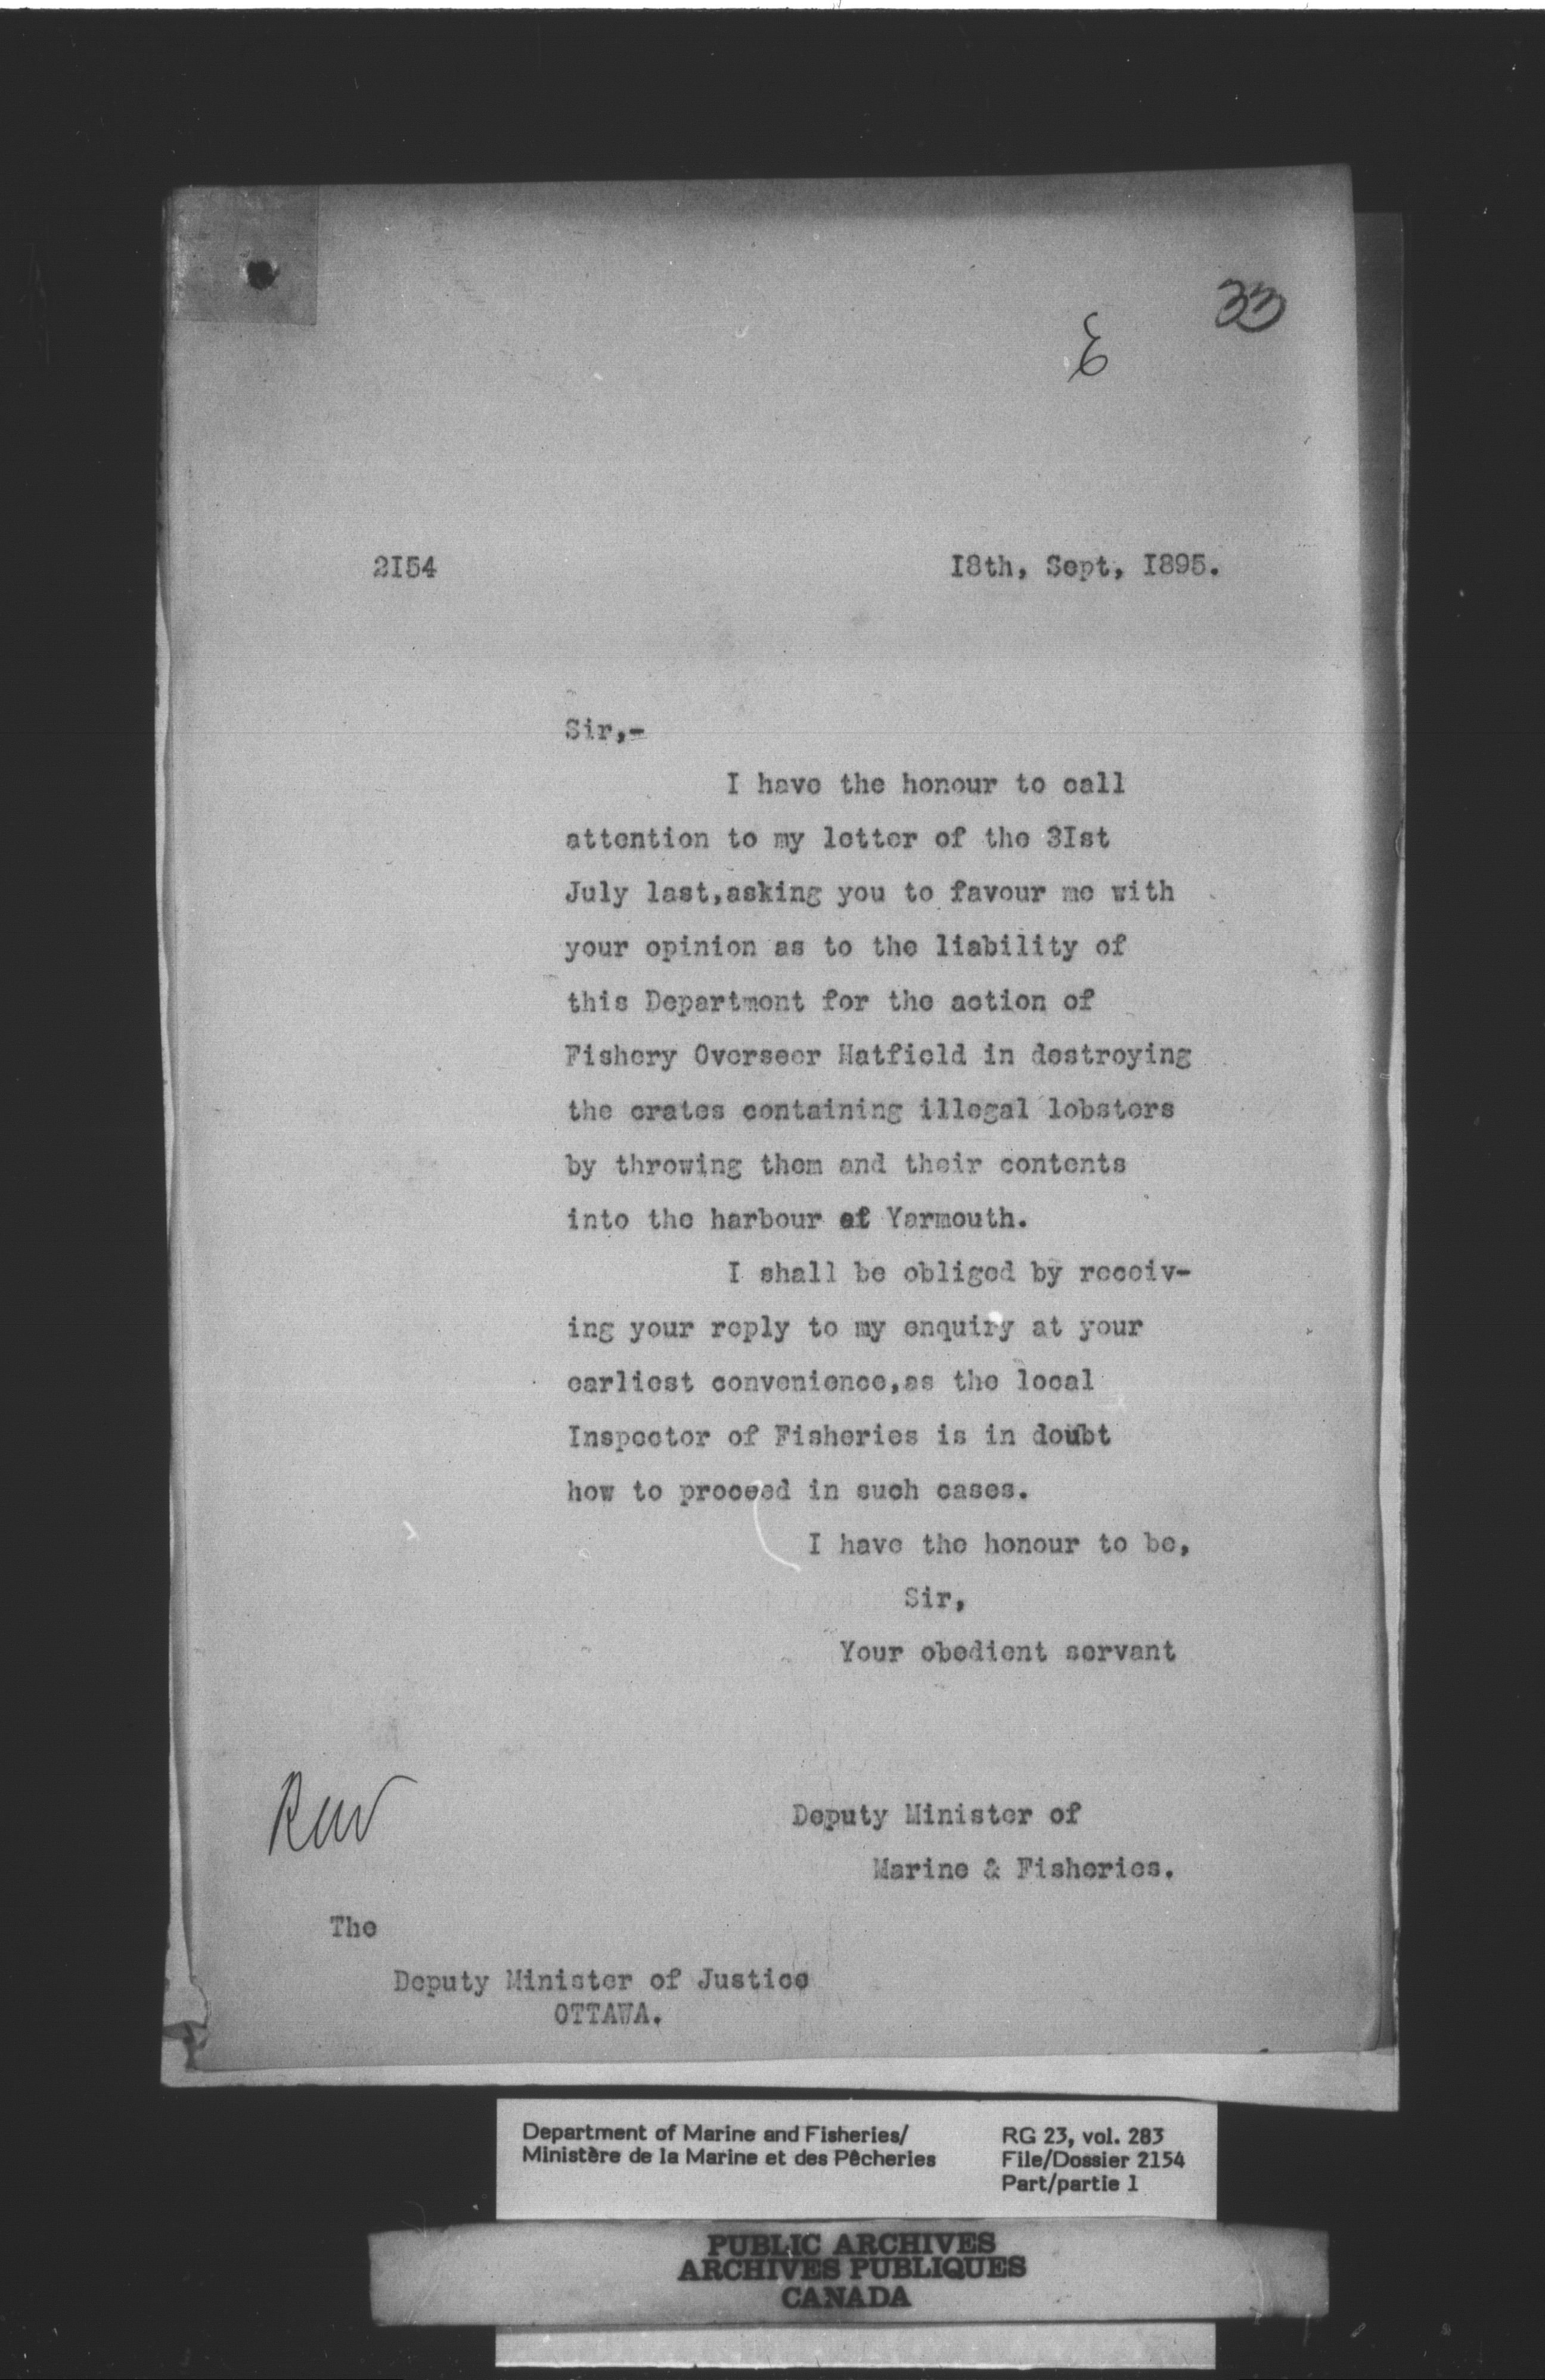 33
E
2I54 I8th, Sept, I895.
Sir,-
I have the honour to call
attention to my letter of the 3Ist
July last,asking you to favour me with
your opinion as to the liability of
this Department for the action of
Fishery Overseer Hatfield in destroying
the crates containing illegal lobsters
by throwing them and their contents
into the harbour of Yarmouth.
I shall be obliged by receiv-
ing your reply to my enquiry at your
earliest convenience,as the local
Inspector of Fisheries is in doubt
how to proceed in such cases.
I have the honour to be,
Sir,
Your obedient servant
Deputy Minister of
Marine & Fisheries.
The
Deputy Minister of Justice
OTTAWA.
Department of Marine and Fisheries/
Ministère de la Marine et des Pêcheries
RG 23, vol. 283
File/Dossier 2154
Part/partie 1
PUBLIC ARCHIVES
ARCHIVES PUBLIQUES
CANADA